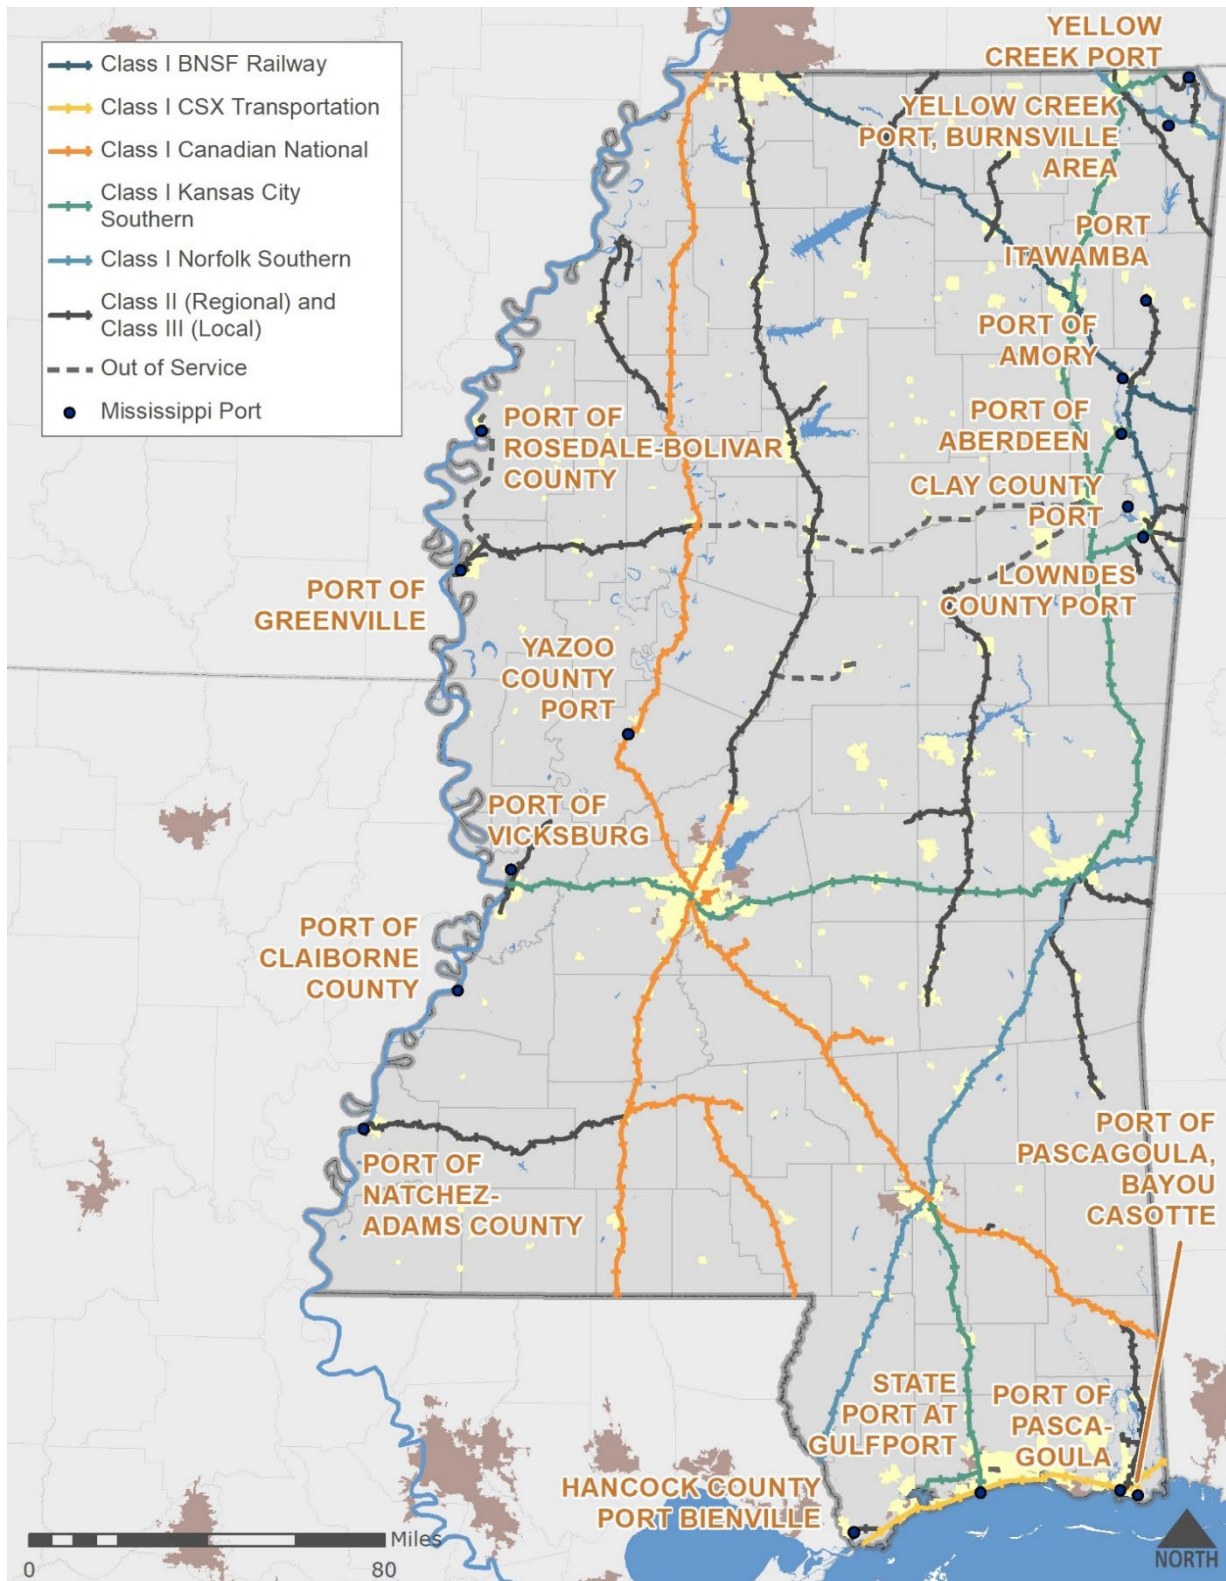 Class I BNSF Railway
Class I CSX Transportation
Class I Canadian National
Class I Kansas City
Southern
Class I Norfolk Southern
Class II (Regional) and
Class III (Local)
Out of Service
Mississippi Port
YELLOW
CREEK PORT
YELLOW CREEK
PORT, BURNSVILLE
AREA
PORT
ITAWAMBA
PORT OF
AMORY
PORT OF
ROSEDALE-BOLIVAR
COUNTY
PORT OF
ABERDEEN
CLAY COUNTY
PORT
PORT OF
GREENVILLE
LOWNDES
COUNTY PORT
YAZOO
COUNTY
PORT
PORT OF
VICKSBURG
PORT OF
CLAIBORNE
COUNTY
PORT OF
NATCHEZ-
ADAMS COUNTY
PORT OF
PASCAGOULA,
BAYOU
CASOTTE
STATE
PORT AT
GULFPORT
PORT OF
PASCA-
GOULA
HANCOCK COUNTY
PORT BIENVILLE
Miles
0 80
NORTH